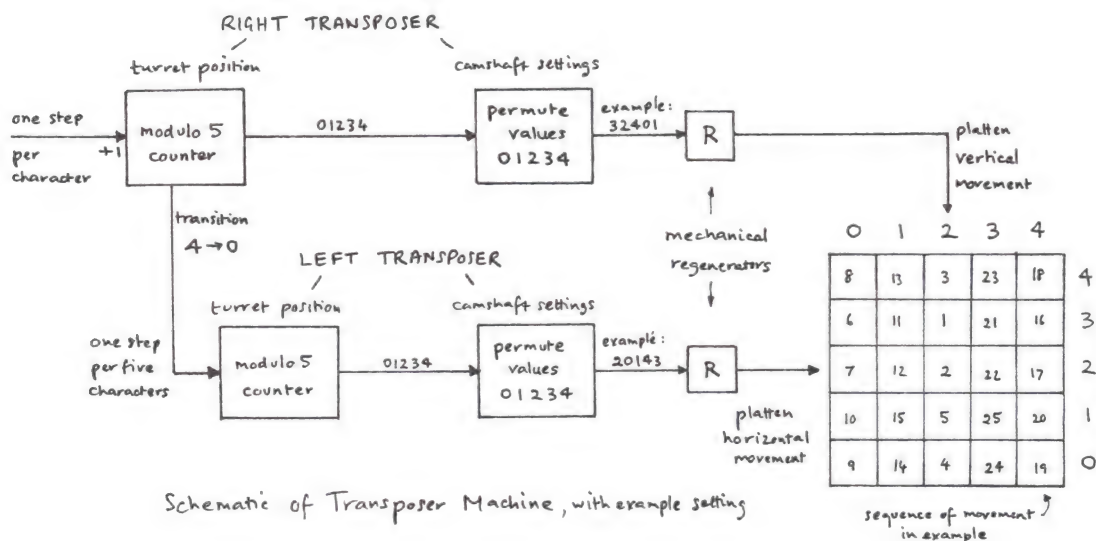 RIGHT TRANSPOSER
turret position
camshaft settings
one step
per
character
+1
modulo 5
counter
01234
permute
values
01234
example:
32401
R
platten
vertical
movement
transition
4→0
mechanical
regenerators
LEFT TRANSPOSER
turret position
camshaft settings
one step
per five
characters
modulo 5
counter
01234
permute
values
01234
example:
20143
R
platten
horizontal
movement
0 1 2 3 4
8 13 3 23 18 4
6 11 1 21 16 3
7 12 2 22 17 2
10 15 5 25 20 1
9 14 4 24 19 0
sequence of movement
in example
Schematic of Transposer Machine, with example setting